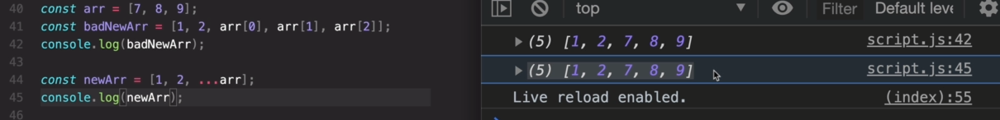 40 const arr = [7, 8, 9];
41 const badNewArr = [1, 2, arr[0], arr[1], arr[2]];
42 console.log(badNewArr);
43
44 const newArr = [1, 2, ...arr];
45 console.log(newArr);
46
top Filter Default leve
(5) [1, 2, 7, 8, 9] script.js:42
(5) [1, 2, 7, 8, 9] script.js:45
Live reload enabled. (index):55